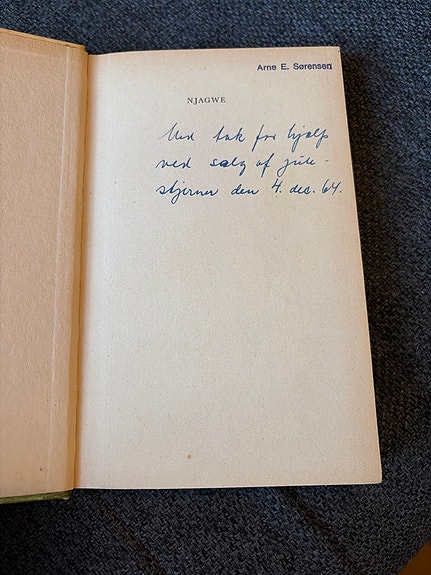 Arne E. Sørensen
NJAGWE
Med tak for hjælp
ved salg af jule-
stjerner den 4. dec. 64.